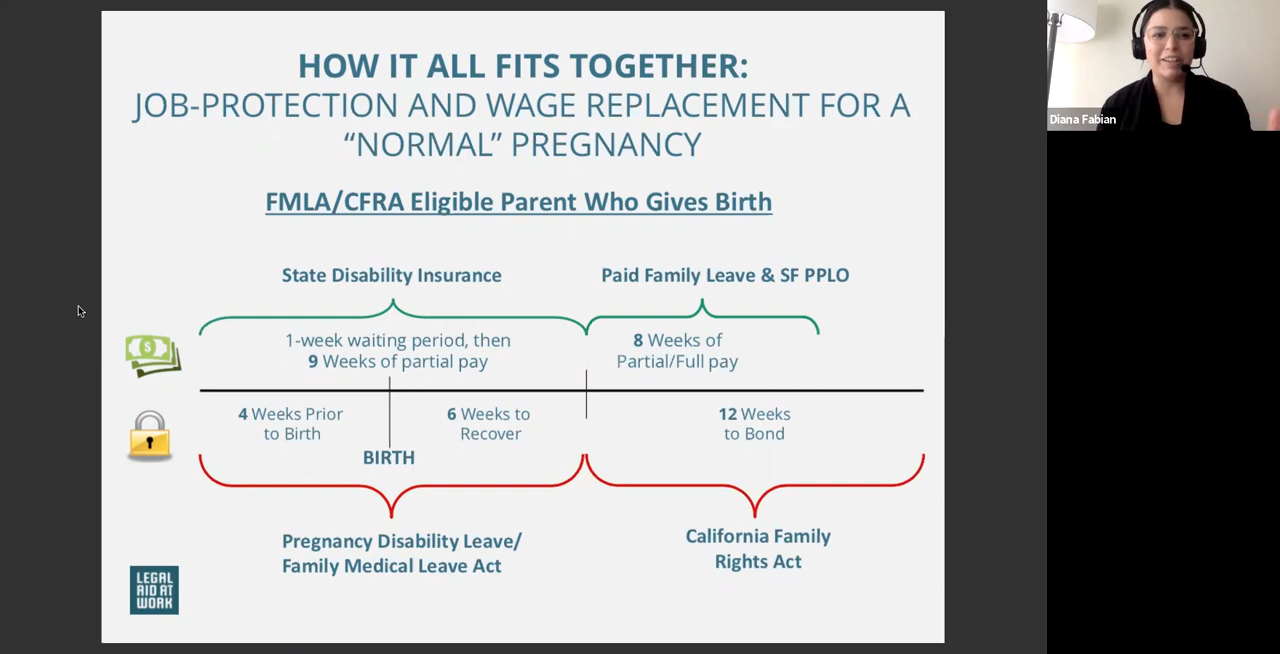 HOW IT ALL FITS TOGETHER:
JOB-PROTECTION AND WAGE REPLACEMENT FOR A
“NORMAL” PREGNANCY
FMLA/CFRA Eligible Parent Who Gives Birth
State Disability Insurance
Paid Family Leave & SF PPLO
1-week waiting period, then
9 Weeks of partial pay
8 Weeks of
Partial/Full pay
4 Weeks Prior
to Birth
6 Weeks to
Recover
12 Weeks
to Bond
BIRTH
Pregnancy Disability Leave/
Family Medical Leave Act
California Family
Rights Act
LEGAL
AID AT
WORK
Diana Fabian